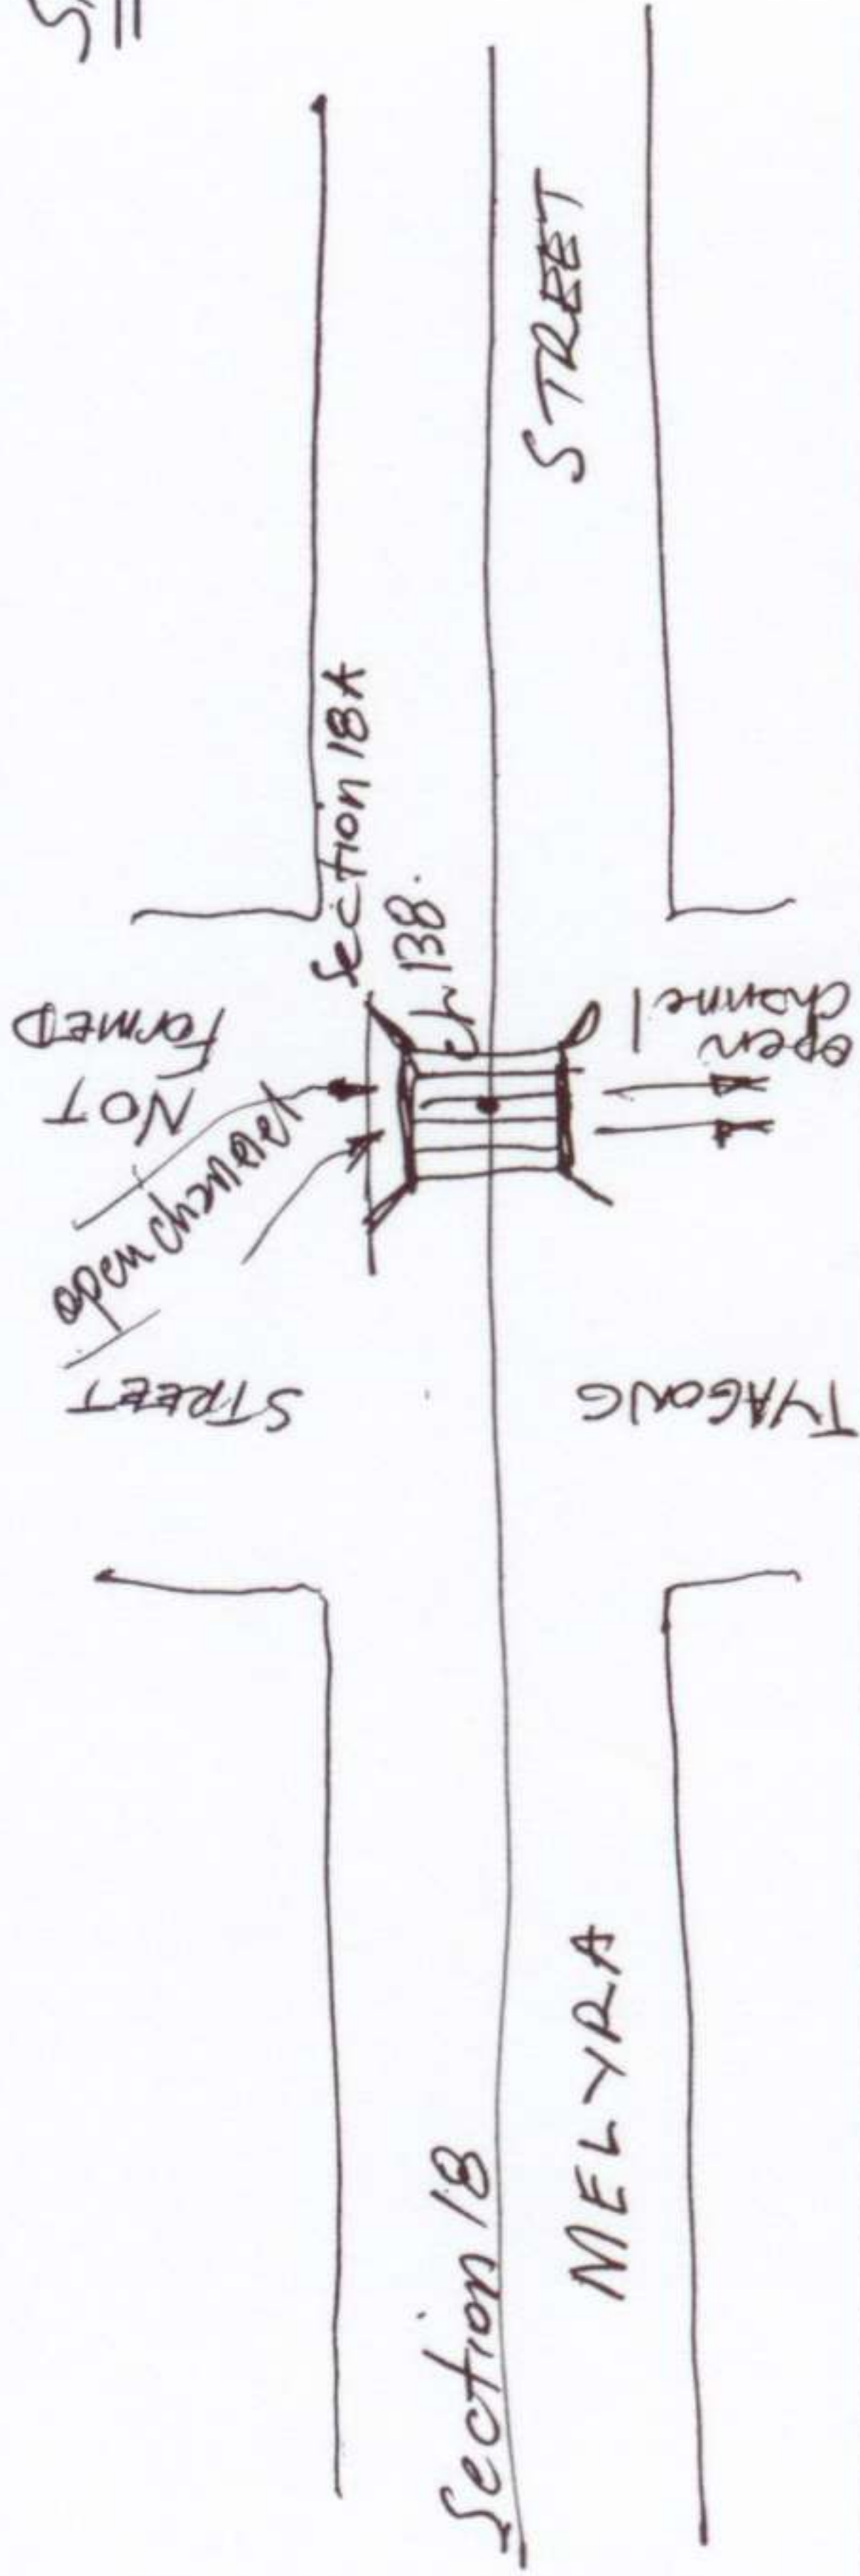 STREET
NOT
FORMED
open channel
Section 18A
ch 138.
STREET
Section 18
MELYRA
TYAGONG
open
channel